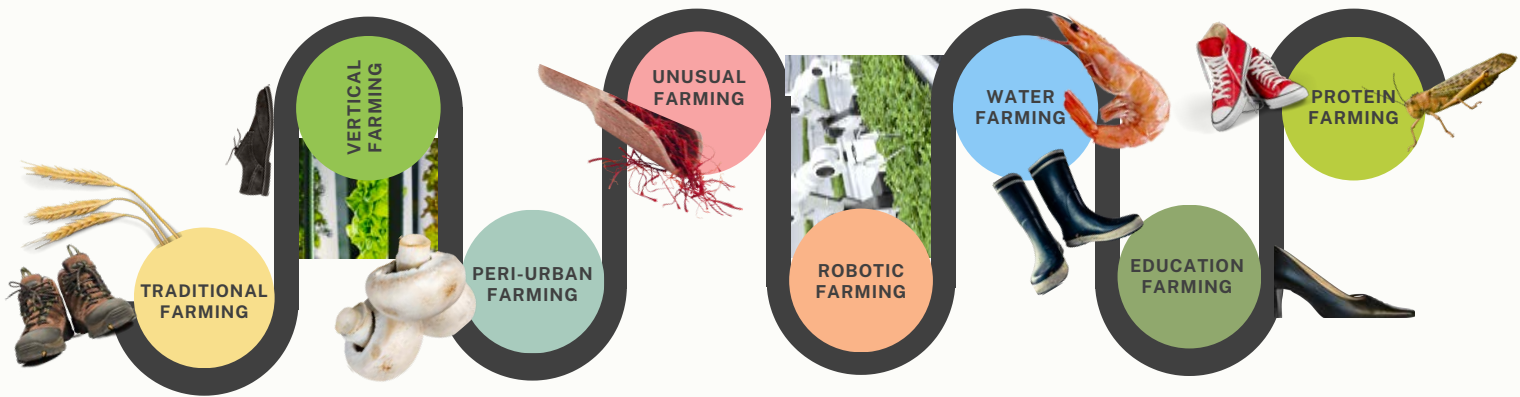 TRADITIONAL
FARMING
VERTICAL
FARMING
PERI-URBAN
FARMING
UNUSUAL
FARMING
ROBOTIC
FARMING
WATER
FARMING
EDUCATION
FARMING
PROTEIN
FARMING